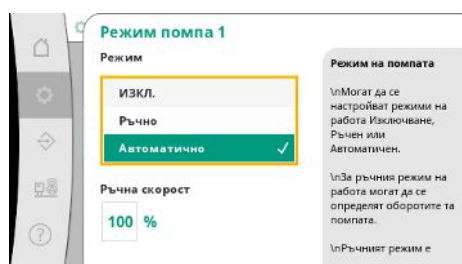 Режим помпа 1
Режим
ИЗКЛ.
Ръчно
Автоматично
Ръчна скорост
100 %
Режим на помпата
\nМогат да се
настройват режими на
работа Изключване,
Ръчен или
Автоматичен.
\nЗа ръчния режим на
работа могат да се
определят оборотите та
помпата.
\nРъчният режим е